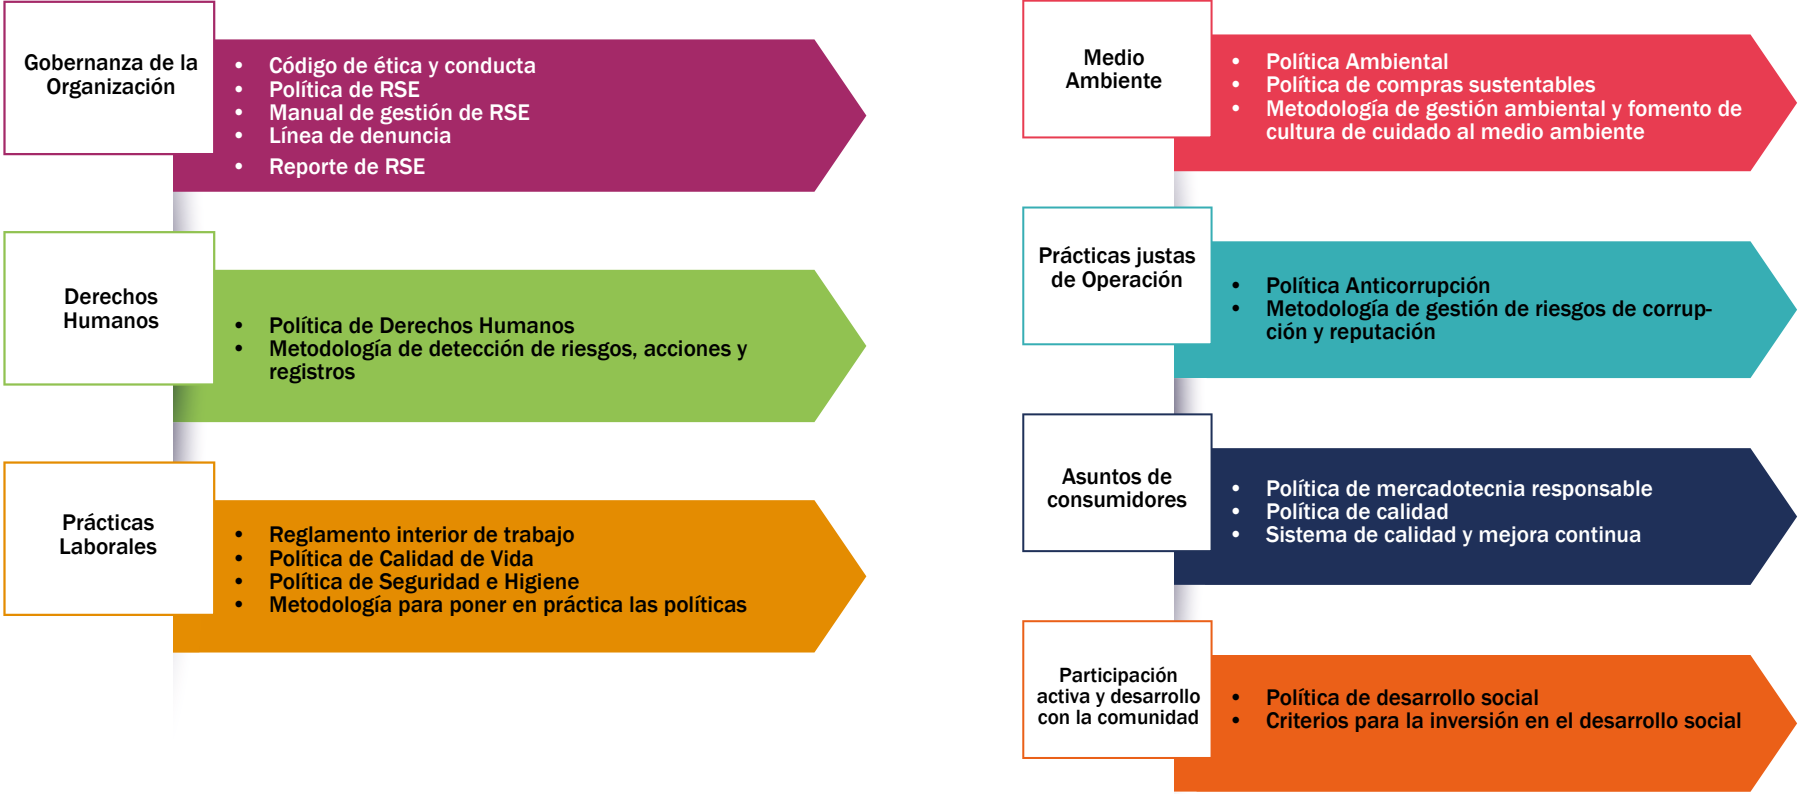 Gobernanza de la
Organización
• Código de ética y conducta
• Política de RSE
• Manual de gestión de RSE
• Línea de denuncia
• Reporte de RSE
Derechos
Humanos
• Política de Derechos Humanos
• Metodología de detección de riesgos, acciones y
registros
Prácticas
Laborales
• Reglamento interior de trabajo
• Política de Calidad de Vida
• Política de Seguridad e Higiene
• Metodología para poner en práctica las políticas
Medio
Ambiente
• Política Ambiental
• Política de compras sustentables
• Metodología de gestión ambiental y fomento de
cultura de cuidado al medio ambiente
Prácticas justas
de Operación
• Política Anticorrupción
• Metodología de gestión de riesgos de corrup-
ción y reputación
Asuntos de
consumidores
• Política de mercadotecnia responsable
• Política de calidad
• Sistema de calidad y mejora continua
Participación
activa y desarrollo
con la comunidad
• Política de desarrollo social
• Criterios para la inversión en el desarrollo social